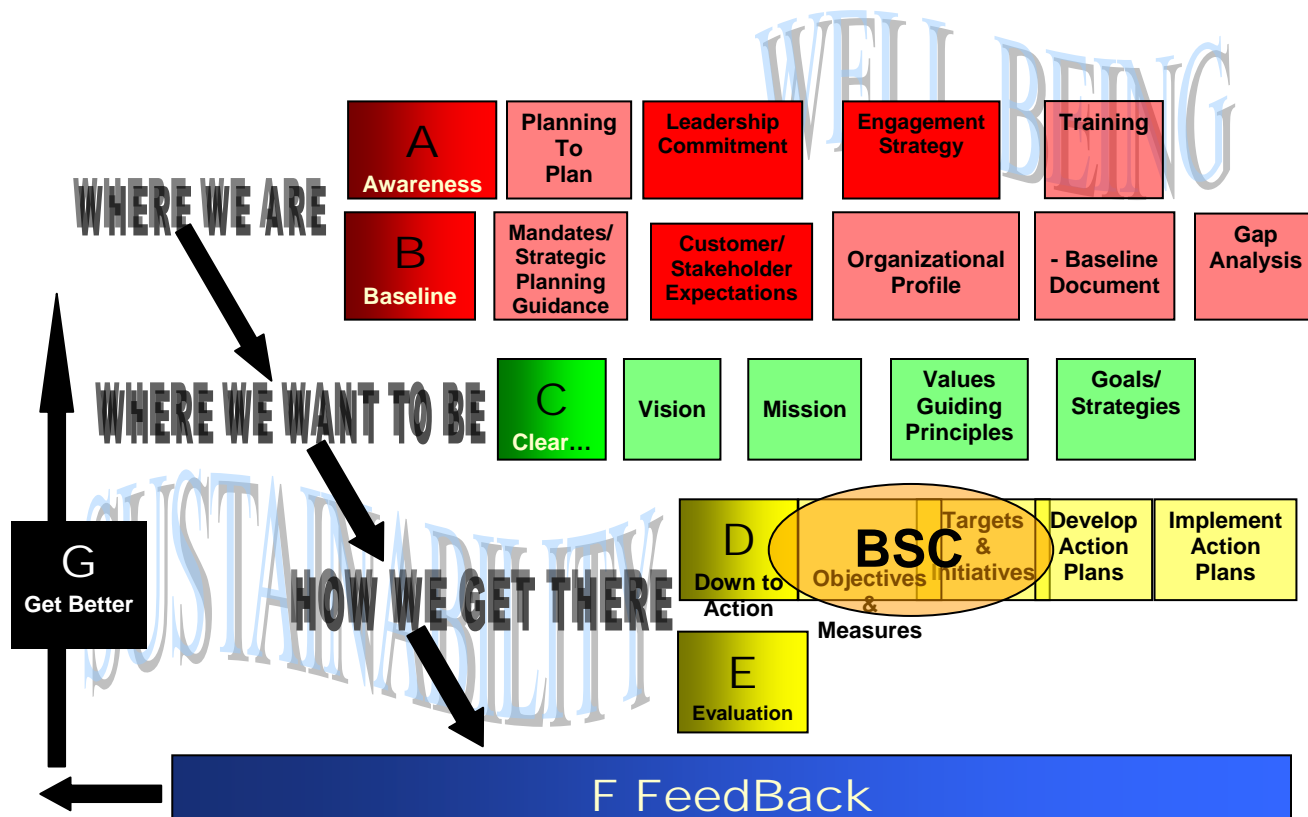 WELL BEING
A
Awareness
Planning
To
Plan
Leadership
Commitment
Engagement
Strategy
Training
WHERE WE ARE
B
Baseline
Mandates/
Strategic
Planning
Guidance
Customer/
Stakeholder
Expectations
Organizational
Profile
- Baseline
Document
Gap
Analysis
WHERE WE WANT TO BE
C
Clear...
Vision
Mission
Values
Guiding
Principles
Goals/
Strategies
SUSTAINABILITY
G
Get Better
HOW WE GET THERE
D
Down to
Action
BSC
Objectives
&
Measures
Targets
&
Initiatives
Develop
Action
Plans
Implement
Action
Plans
E
Evaluation
F FeedBack